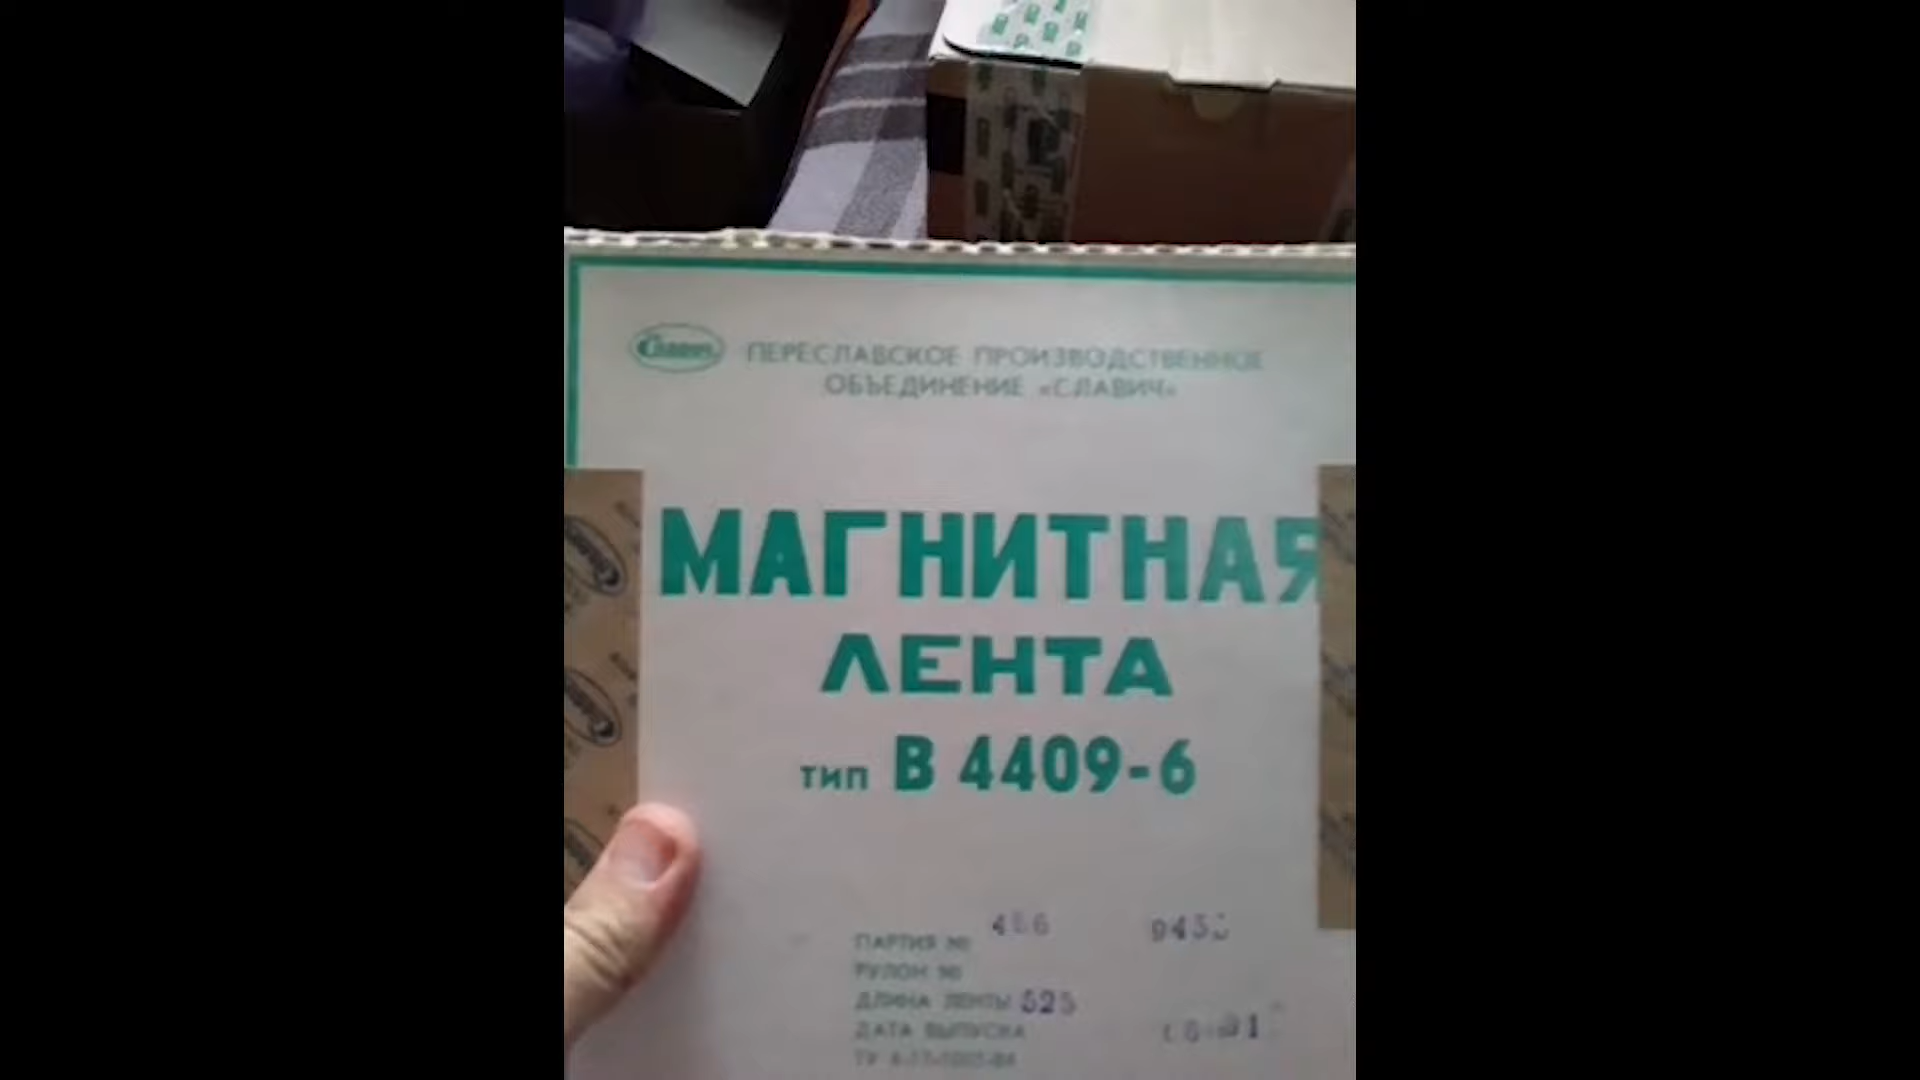 Славич ПЕРЕСЛАВСКОЕ ПРОИЗВОДСТВЕННОЕ
ОБЪЕДИНЕНИЕ «СЛАВИЧ»
МАГНИТНАЯ
ЛЕНТА
тип В 4409-6
ПАРТИЯ №
РУЛОН №
ДЛИНА ЛЕНТЫ 525
ДАТА ВЫПУСКА
ТУ